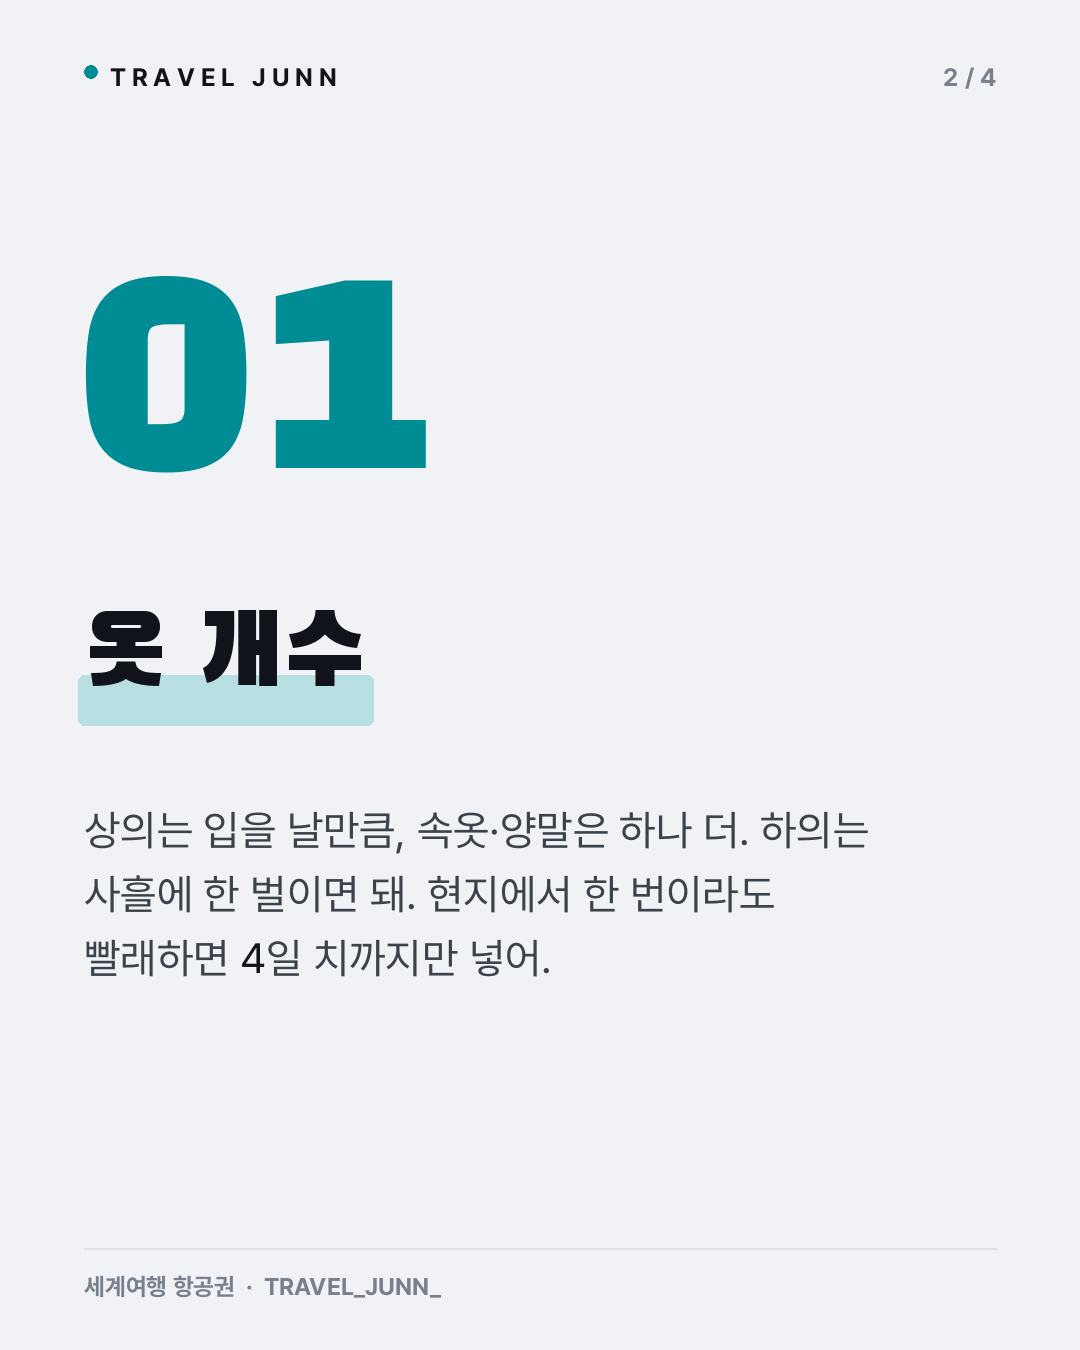 TRAVEL JUNN
2 / 4
01
옷 개수
상의는 입을 날만큼, 속옷·양말은 하나 더. 하의는
사흘에 한 벌이면 돼. 현지에서 한 번이라도
빨래하면 4일 치까지만 넣어.
세계여행 항공권 · TRAVEL_JUNN_